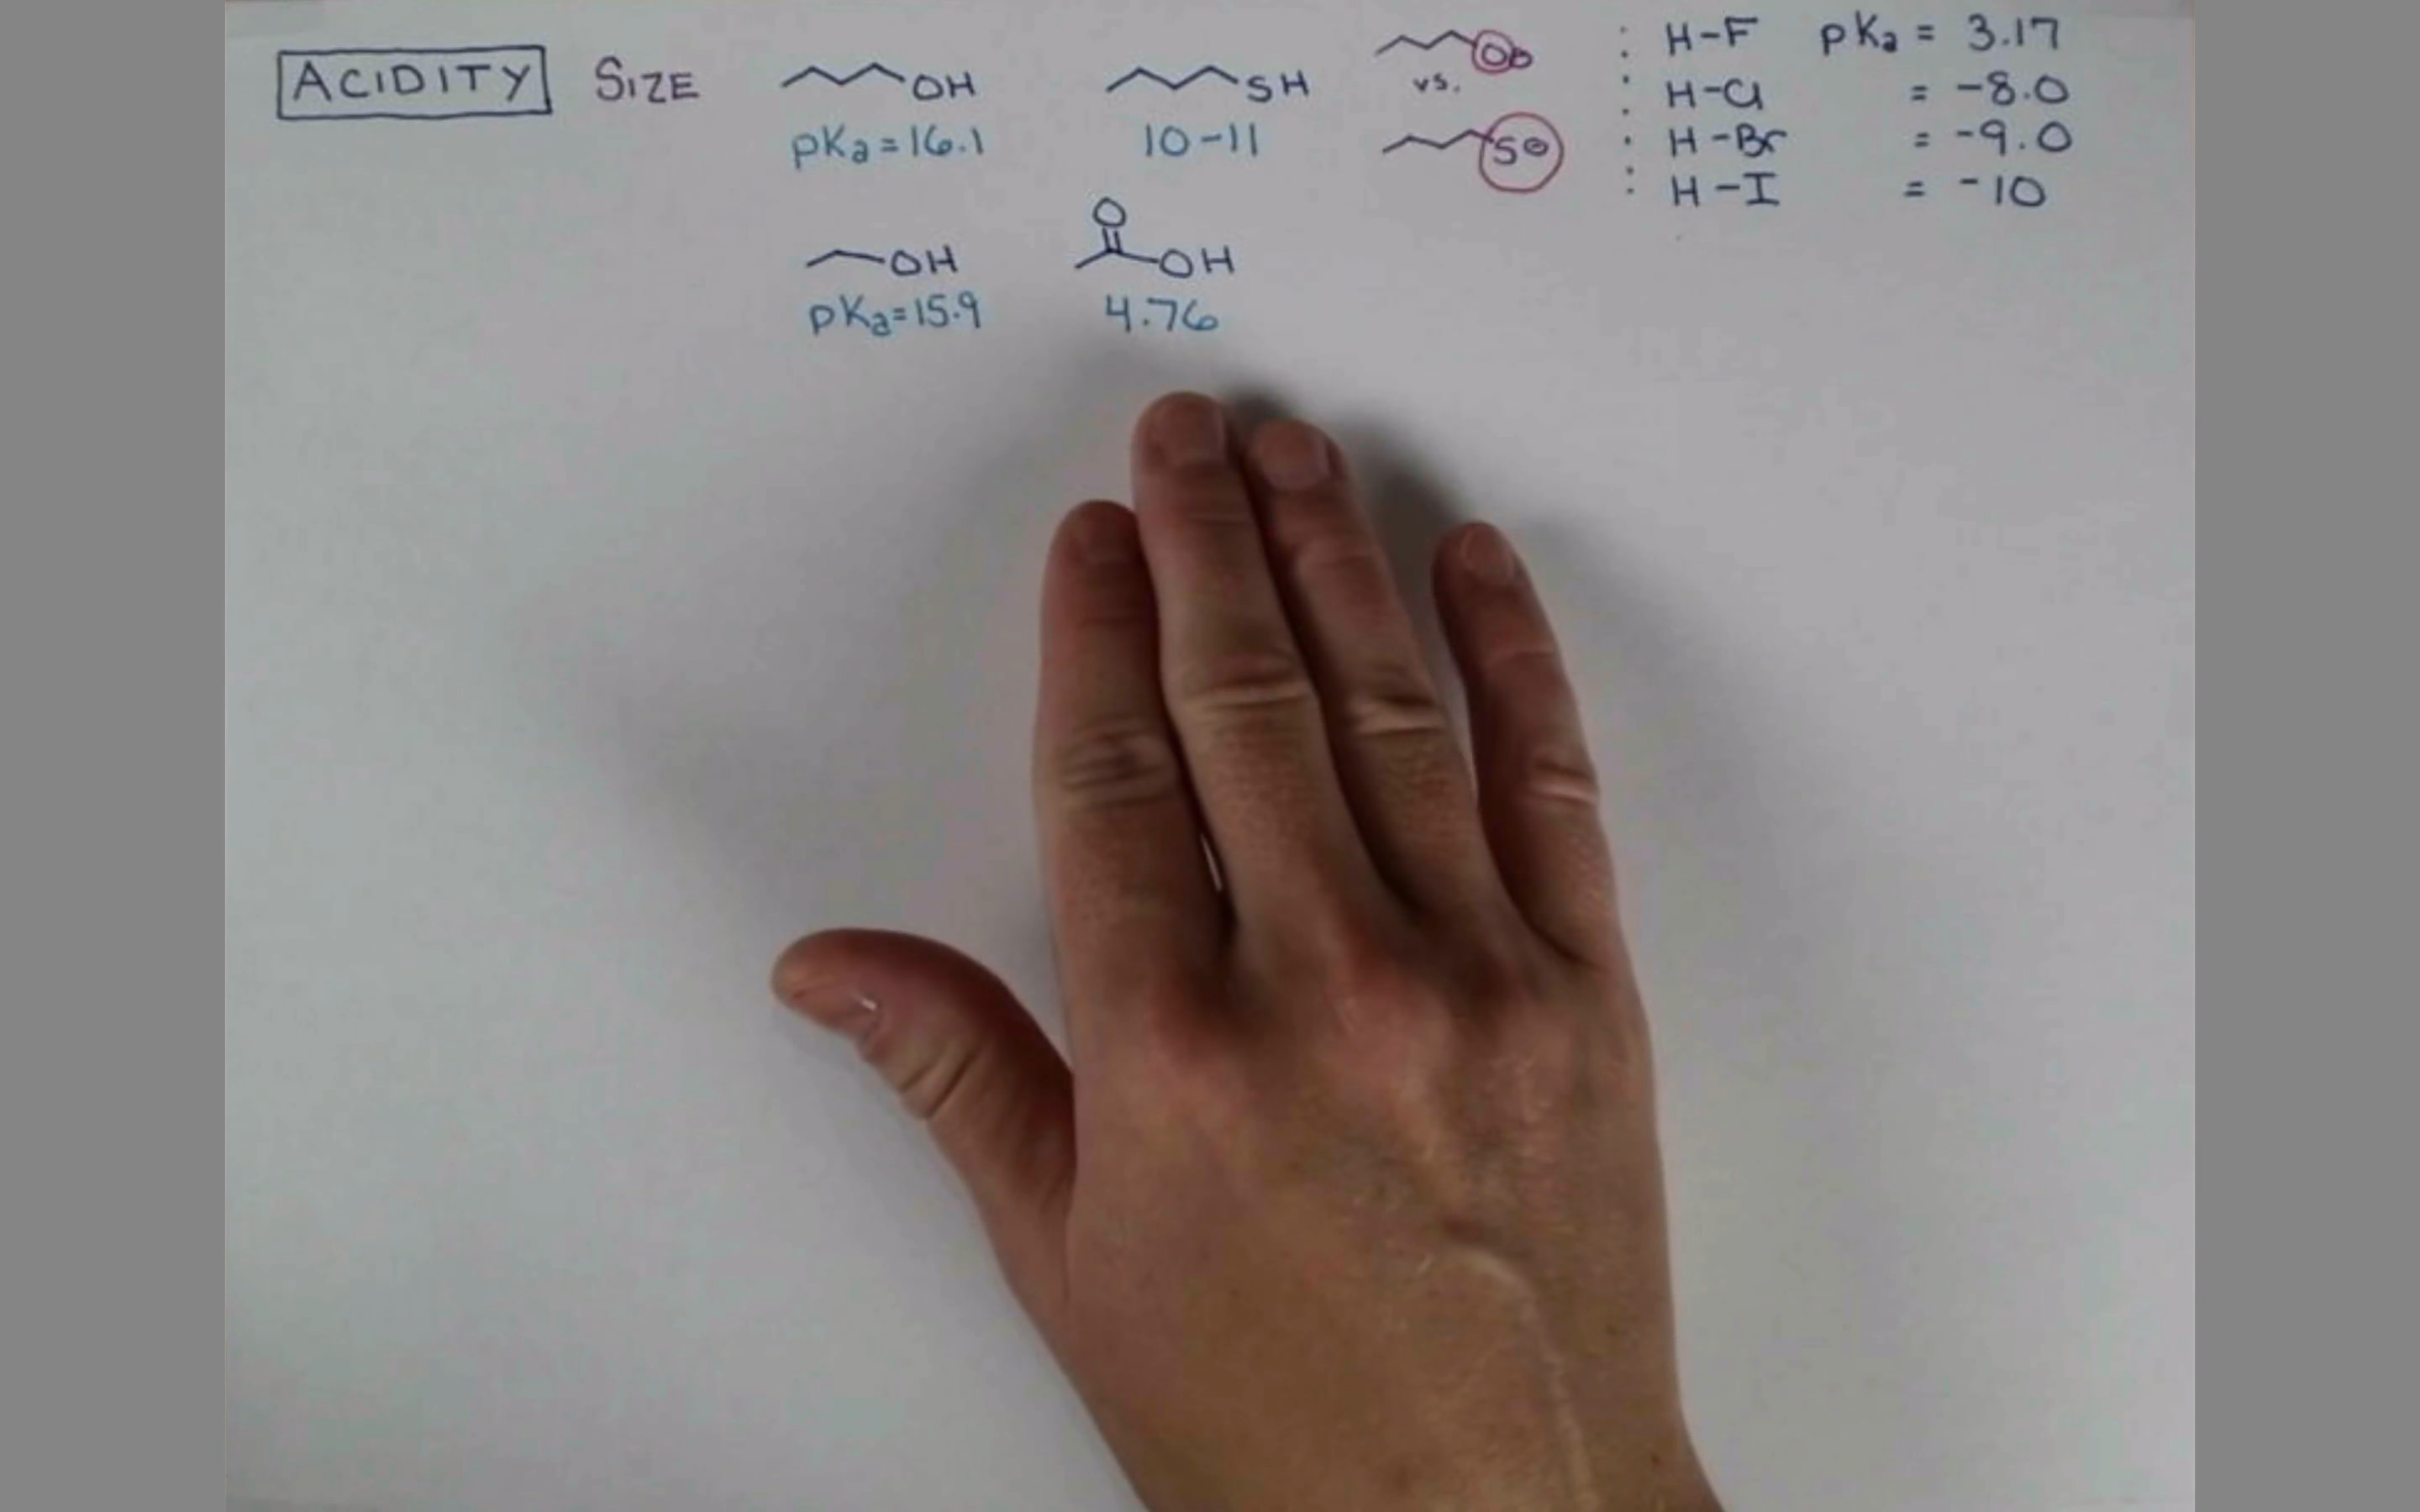 ACIDITY SIZE
OH SH
pKa = 16.1 10-11
O⊖
vs.
S⊖
: H-F pKa = 3.17
: H-Cl = -8.0
: H-Br = -9.0
: H-I = -10
OH O OH
pKa = 15.9 4.76